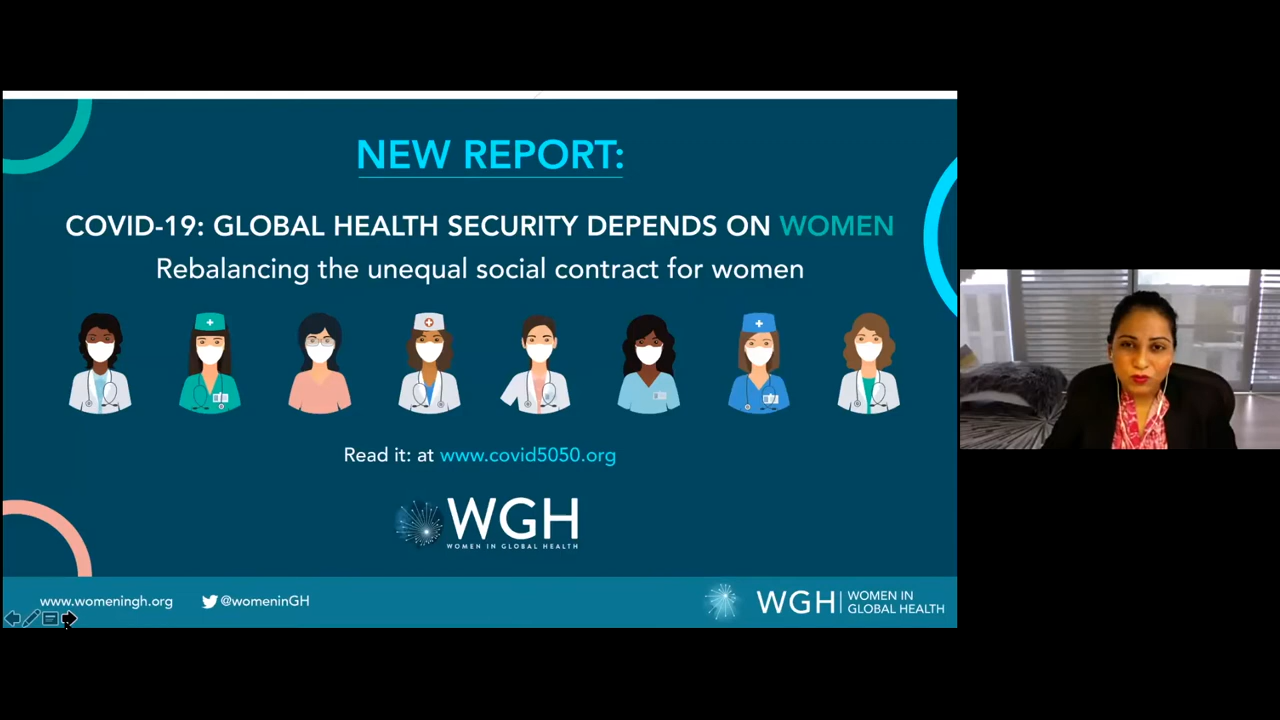 NEW REPORT:
COVID-19: GLOBAL HEALTH SECURITY DEPENDS ON WOMEN
Rebalancing the unequal social contract for women
Read it: at www.covid5050.org
WGH
WOMEN IN GLOBAL HEALTH
www.womeningh.org
@womeninGH
WGH
WOMEN IN
GLOBAL HEALTH